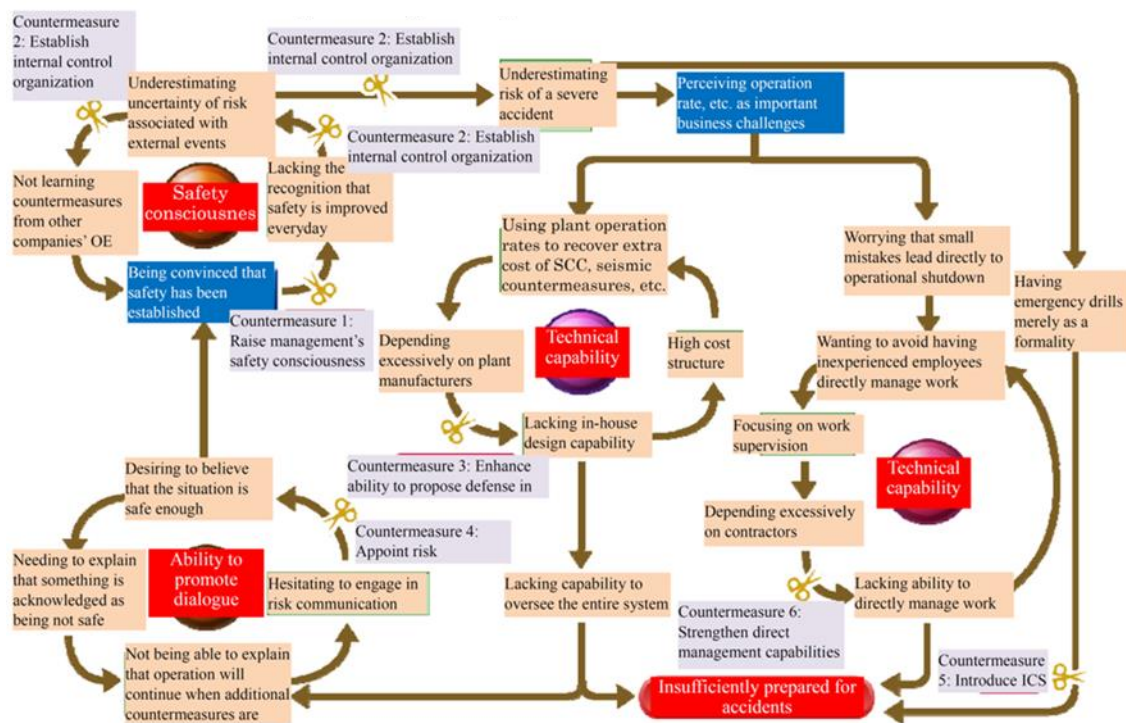 Countermeasure
2: Establish
internal control
organization
Countermeasure 2: Establish
internal control organization
Underestimating
uncertainty of risk
associated with
external events
Underestimating
risk of a severe
accident
Perceiving operation
rate, etc. as important
business challenges
Countermeasure 2: Establish
internal control organization
Not learning
countermeasures
from other
companies' OE
Safety
consciousnes
Lacking the
recognition that
safety is improved
everyday
Using plant operation
rates to recover extra
cost of SCC, seismic
countermeasures, etc.
Worrying that small
mistakes lead directly to
operational shutdown
Being convinced that
safety has been
established
Having
emergency drills
merely as a
formality
Countermeasure 1:
Raise management's
safety consciousness
Depending
excessively on plant
manufacturers
Technical
capability
High cost
structure
Wanting to avoid having
inexperienced employees
directly manage work
Lacking in-house
design capability
Focusing on work
supervision
Desiring to believe
that the situation is
safe enough
Countermeasure 3: Enhance
ability to propose defense in
Technical
capability
Depending excessively
on contractors
Countermeasure 4:
Appoint risk
Needing to explain
that something is
acknowledged as
being not safe
Ability to
promote
dialogue
Hesitating to engage in
risk communication
Lacking capability to
oversee the entire system
Lacking ability to
directly manage work
Countermeasure 6:
Strengthen direct
management capabilities
Not being able to explain
that operation will
continue when additional
countermeasures are
Insufficiently prepared for
accidents
Countermeasure
5: Introduce ICS